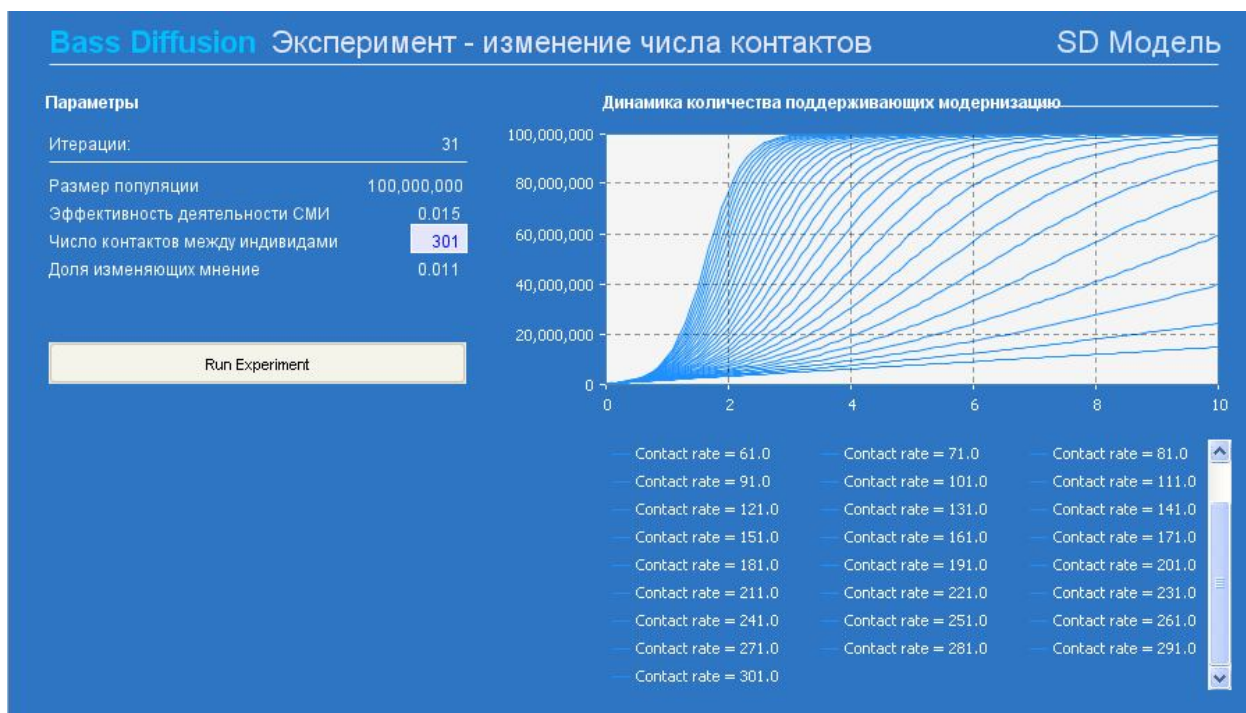 Bass Diffusion Эксперимент - изменение числа контактов SD Модель
Параметры
Итерации: 31
Размер популяции 100,000,000
Эффективность деятельности СМИ 0.015
Число контактов между индивидами 301
Доля изменяющих мнение 0.011
Run Experiment
Динамика количества поддерживающих модернизацию
100,000,000
80,000,000
60,000,000
40,000,000
20,000,000
0
0 2 4 6 8 10
Contact rate = 61.0 Contact rate = 71.0 Contact rate = 81.0
Contact rate = 91.0 Contact rate = 101.0 Contact rate = 111.0
Contact rate = 121.0 Contact rate = 131.0 Contact rate = 141.0
Contact rate = 151.0 Contact rate = 161.0 Contact rate = 171.0
Contact rate = 181.0 Contact rate = 191.0 Contact rate = 201.0
Contact rate = 211.0 Contact rate = 221.0 Contact rate = 231.0
Contact rate = 241.0 Contact rate = 251.0 Contact rate = 261.0
Contact rate = 271.0 Contact rate = 281.0 Contact rate = 291.0
Contact rate = 301.0